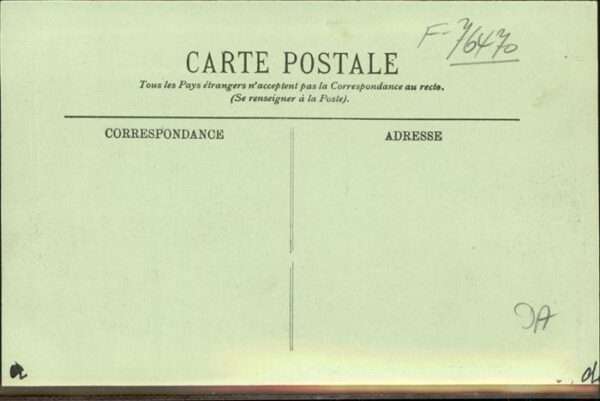 F-76470
CARTE POSTALE
Tous les Pays étrangers n'acceptent pas la Correspondance au recto.
(Se renseigner à la Poste).
CORRESPONDANCE
ADRESSE
a